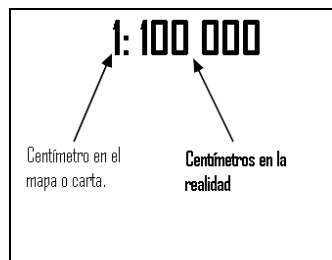 1: 100 000
Centímetro en el
mapa o carta.
Centímetros en la
realidad